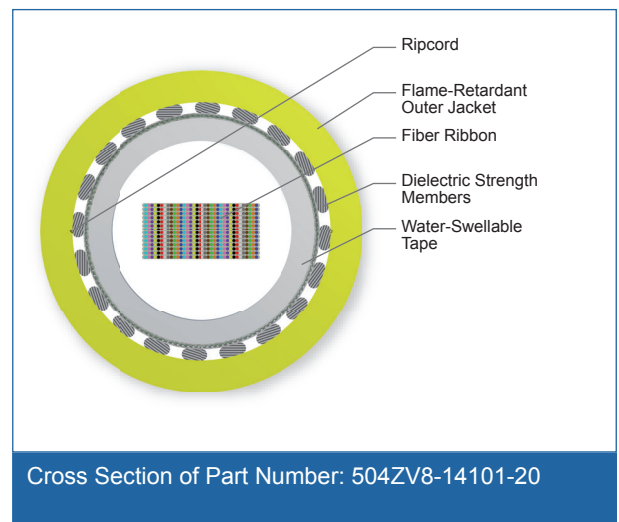 Ripcord
Flame-Retardant
Outer Jacket
Fiber Ribbon
Dielectric Strength
Members
Water-Swellable
Tape
Cross Section of Part Number: 504ZV8-14101-20